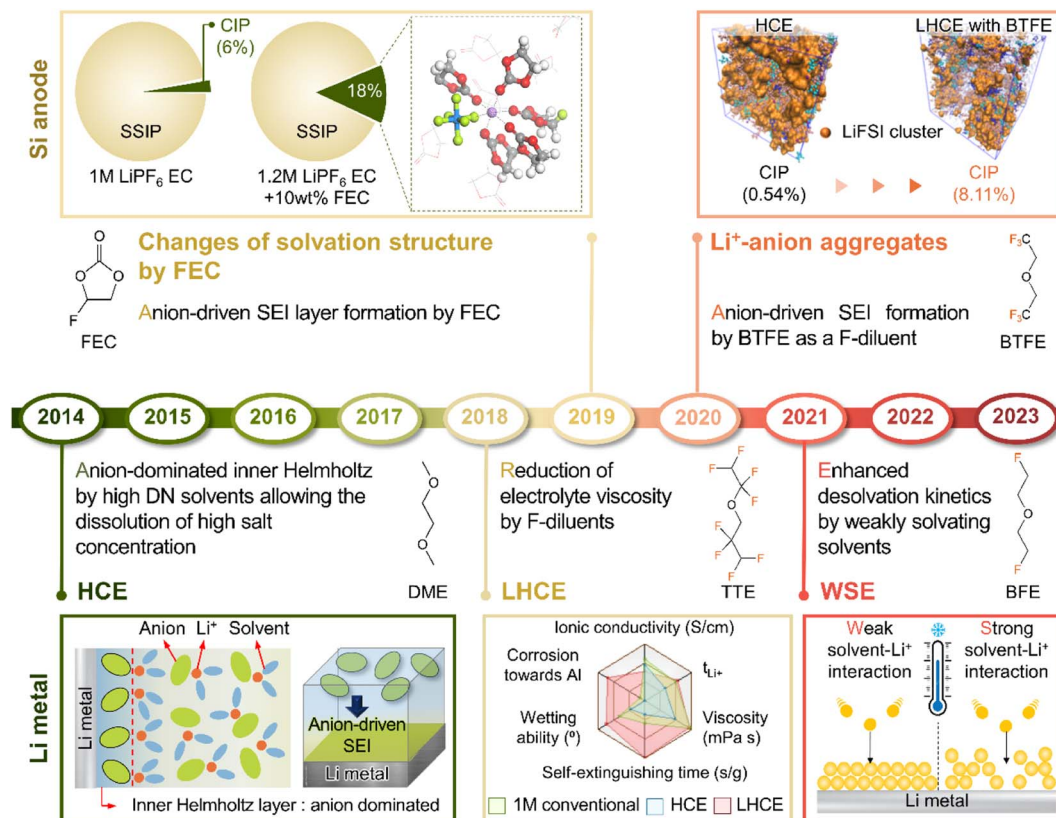 Si anode
CIP
(6%)
SSIP
1M LiPF₆ EC
18%
SSIP
1.2M LiPF₆ EC
+10wt% FEC
HCE
LHCE with BTFE
LiFSI cluster
CIP
(0.54%)
CIP
(8.11%)
Changes of solvation structure
by FEC
Anion-driven SEI layer formation by FEC
O
O
O
F
FEC
Li⁺-anion aggregates
Anion-driven SEI formation
by BTFE as a F-diluent
F₃C
O
F₃C
BTFE
2014
2015
2016
2017
2018
2019
2020
2021
2022
2023
Anion-dominated inner Helmholtz
by high DN solvents allowing the
dissolution of high salt
concentration
HCE
O
O
DME
Reduction of
electrolyte viscosity
by F-diluents
LHCE
F
F
F
F
O
F
F
F
F
TTE
Enhanced
desolvation kinetics
by weakly solvating
solvents
WSE
F
O
F
BFE
Li metal
Anion Li⁺ Solvent
Li metal
Inner Helmholtz layer : anion dominated
Anion-driven
SEI
Li metal
Ionic conductivity (S/cm)
Corrosion
towards Al
tLi+
Wetting
ability (º)
Viscosity
(mPa s)
Self-extinguishing time (s/g)
1M conventional
HCE
LHCE
Weak
solvent-Li⁺
interaction
Strong
solvent-Li⁺
interaction
Li metal